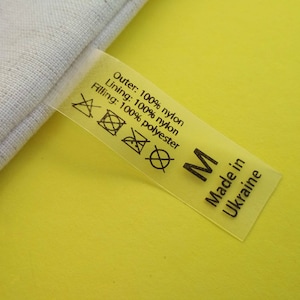 Outer: 100% nylon
Lining: 100% nylon
Filling: 100% polyester
M
Made in
Ukraine